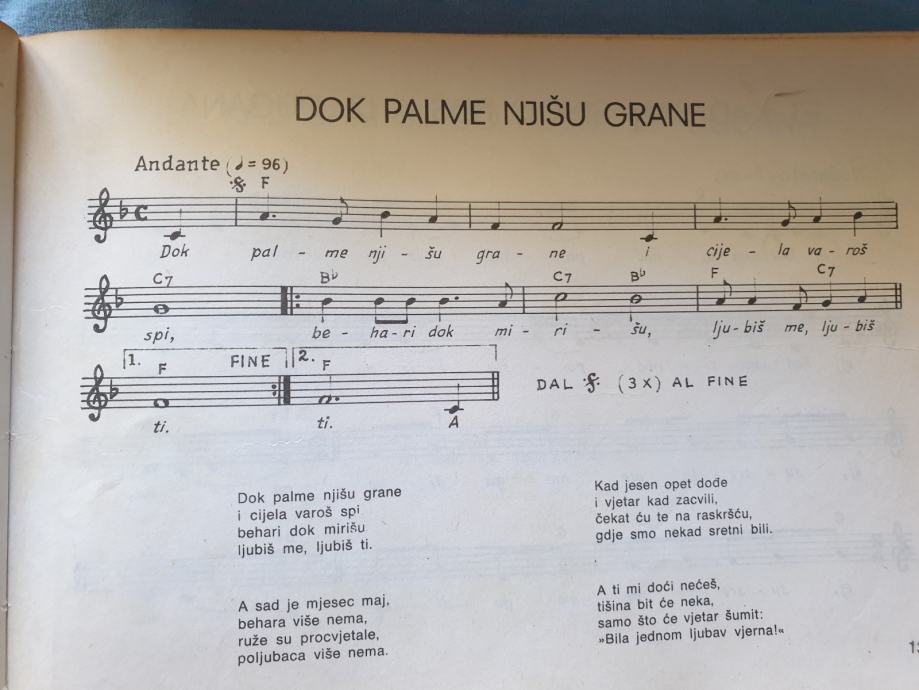 DOK PALME NJIŠU GRANE
Andante (♩ = 96)
F
Dok pal - me nji - šu gra - ne i cije - la va - roš
C7 B♭ C7 B♭ F C7
spi, be - ha - ri dok mi - ri - šu, lju - biš me, lju - biš
1. F FINE 2. F
DAL 𝄋 (3 x) AL FINE
ti. ti. A
Dok palme njišu grane
i cijela varoš spi
behari dok mirišu
ljubiš me, ljubiš ti.
A sad je mjesec maj,
behara više nema,
ruže su procvjetale,
poljubaca više nema.
Kad jesen opet dođe
i vjetar kad zacvili,
čekat ću te na raskršću,
gdje smo nekad sretni bili.
A ti mi doći nećeš,
tišina bit će neka,
samo što će vjetar šumit:
»Bila jednom ljubav vjerna!«